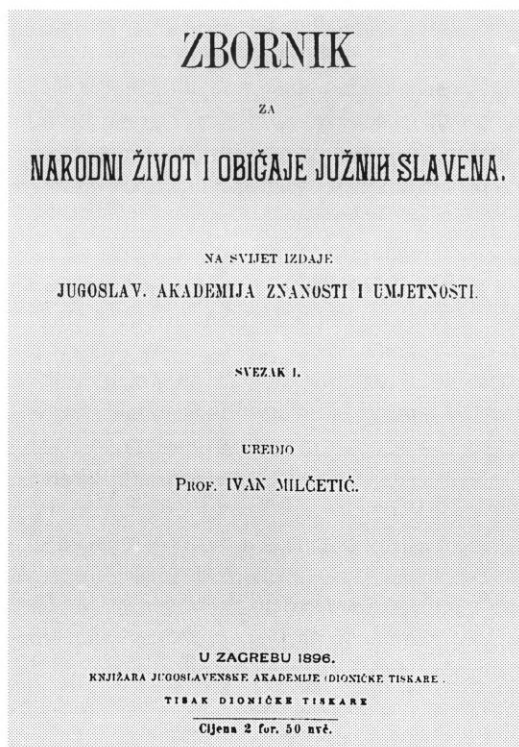 ZBORNIK
ZA
NARODNI ŽIVOT I OBIČAJE JUŽNIH SLAVENA.
NA SVIJET IZDAJE
JUGOSLAV. AKADEMIJA ZNANOSTI I UMJETNOSTI.
SVEZAK I.
UREDIO
PROF. IVAN MILČETIĆ.
U ZAGREBU 1896.
KNJIŽARA JUGOSLAVENSKE AKADEMIJE (DIONIČKE TISKARE).
TISAK DIONIČKE TISKARE
Cijena 2 for. 50 nvč.